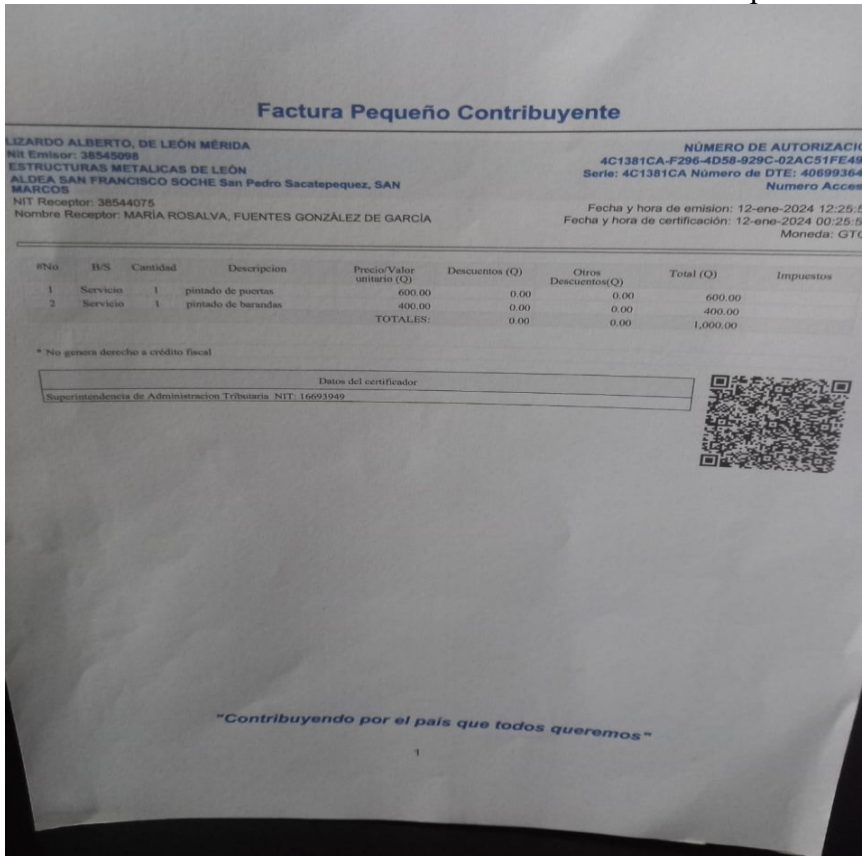 Factura Pequeño Contribuyente
LIZARDO ALBERTO, DE LEÓN MÉRIDA
Nit Emisor: 38545098
ESTRUCTURAS METALICAS DE LEÓN
ALDEA SAN FRANCISCO SOCHE San Pedro Sacatepequez, SAN
MARCOS
NIT Receptor: 38544075
Nombre Receptor: MARÍA ROSALVA, FUENTES GONZÁLEZ DE GARCÍA
NÚMERO DE AUTORIZACIÓ
4C1381CA-F296-4D58-929C-02AC51FE49
Serie: 4C1381CA Número de DTE: 40699364
Numero Acces
Fecha y hora de emision: 12-ene-2024 12:25:5
Fecha y hora de certificación: 12-ene-2024 00:25:5
Moneda: GTQ
#No B/S Cantidad Descripcion Precio/Valor unitario (Q) Descuentos (Q) Otros Descuentos(Q) Total (Q) Impuestos
1 Servicio 1 pintado de puertas 600.00 0.00 0.00 600.00
2 Servicio 1 pintado de barandas 400.00 0.00 0.00 400.00
TOTALES: 0.00 0.00 1,000.00
* No genera derecho a crédito fiscal
Datos del certificador
Superintendencia de Administracion Tributaria NIT: 16693949
"Contribuyendo por el país que todos queremos"
1